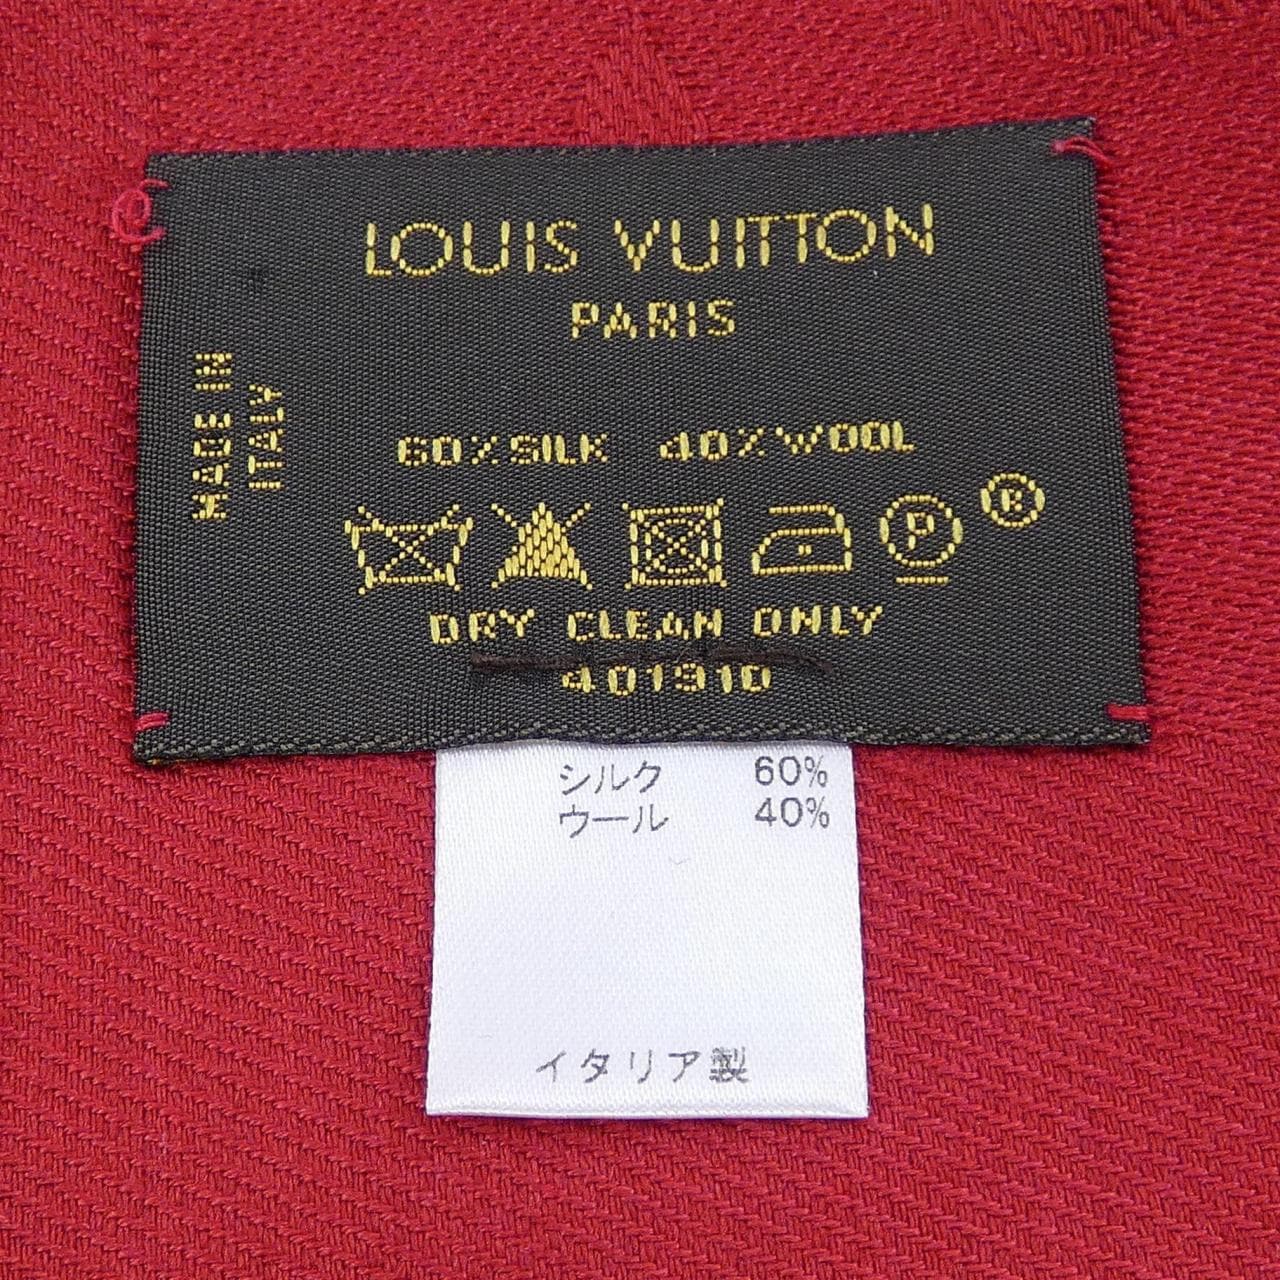 LOUIS VUITTON
PARIS
MADE IN
ITALY
60% SILK 40% WOOL
P
®
DRY CLEAN ONLY
401910
シルク 60%
ウール 40%
イタリア製